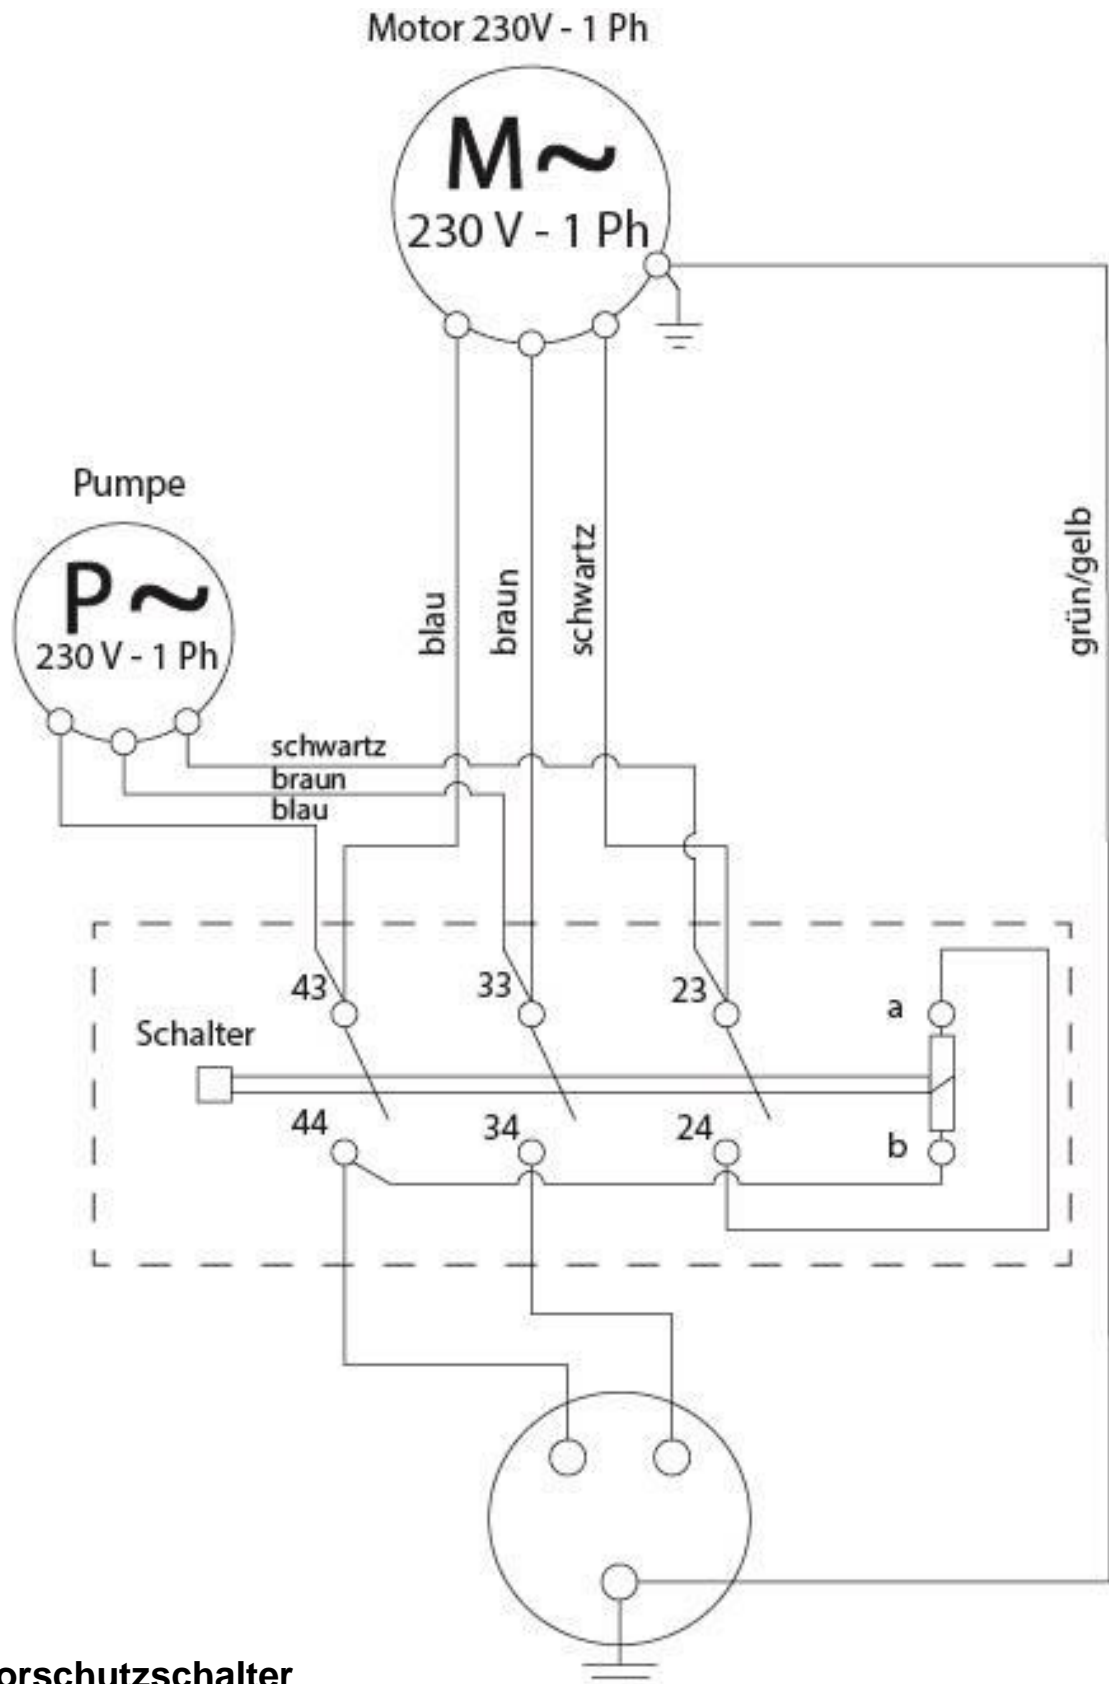 Motor 230V - 1 Ph
M~
230 V - 1 Ph
Pumpe
P~
230 V - 1 Ph
blau
braun
schwartz
grün/gelb
schwartz
braun
blau
43
33
23
a
Schalter
44
34
24
b
orschutzschalter